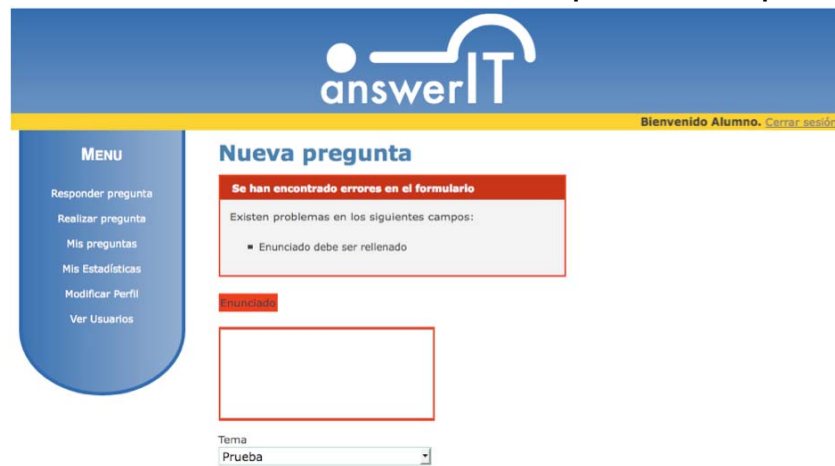 answerIT
Bienvenido Alumno. Cerrar sesión
MENU
Responder pregunta
Realizar pregunta
Mis preguntas
Mis Estadísticas
Modificar Perfil
Ver Usuarios
Nueva pregunta
Se han encontrado errores en el formulario
Existen problemas en los siguientes campos:
Enunciado debe ser rellenado
Enunciado
Tema
Prueba